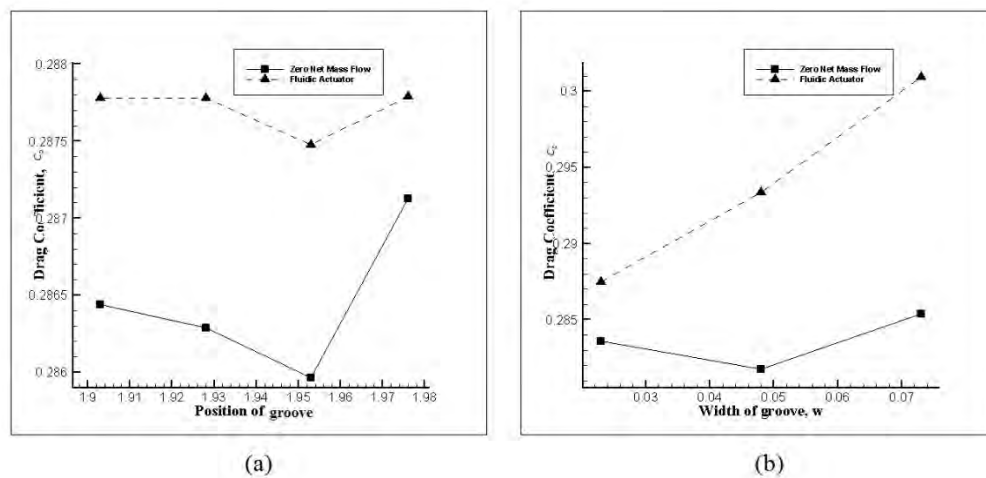 Zero Net Mass Flow
Fluidic Actuator
0.288
0.2875
0.287
0.2865
0.286
Drag Coefficient,
1.9 1.91 1.92 1.93 1.94 1.95 1.96 1.97 1.98
Position of groove
(a)
Zero Net Mass Flow
Fluidic Actuator
0.3
0.295
0.29
0.285
Drag Coefficient,
0.03 0.04 0.05 0.06 0.07
Width of groove, w
(b)